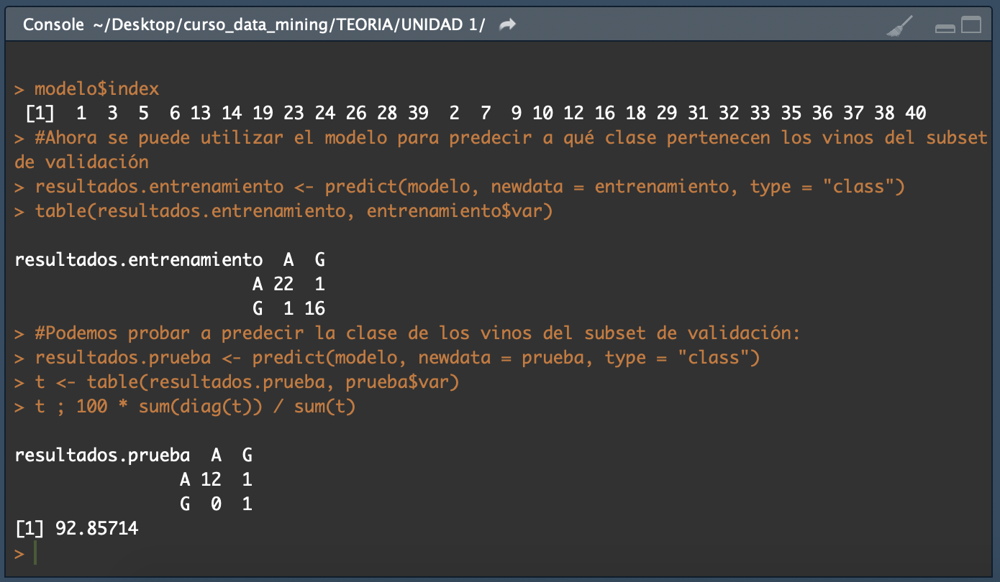 Console ~/Desktop/curso_data_mining/TEORIA/UNIDAD 1/
> modelo$index
 [1]  1  3  5  6 13 14 19 23 24 26 28 39  2  7  9 10 12 16 18 29 31 32 33 35 36 37 38 40
> #Ahora se puede utilizar el modelo para predecir a qué clase pertenecen los vinos del subset
de validación
> resultados.entrenamiento <- predict(modelo, newdata = entrenamiento, type = "class")
> table(resultados.entrenamiento, entrenamiento$var)
resultados.entrenamiento  A  G
                       A 22  1
                       G  1 16
> #Podemos probar a predecir la clase de los vinos del subset de validación:
> resultados.prueba <- predict(modelo, newdata = prueba, type = "class")
> t <- table(resultados.prueba, prueba$var)
> t ; 100 * sum(diag(t)) / sum(t)
resultados.prueba  A  G
                A 12  1
                G  0  1
[1] 92.85714
>